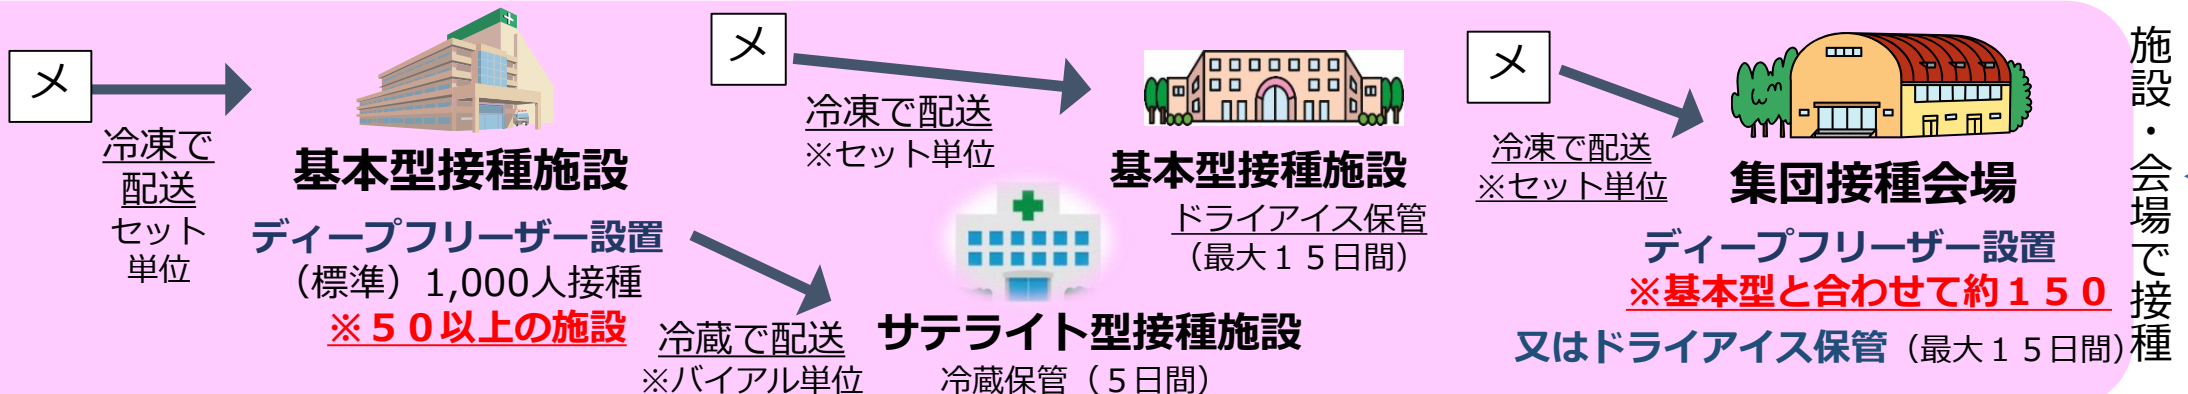 メ
冷凍で
配送
セット
単位
基本型接種施設
ディープフリーザー設置
（標準）1,000人接種
※５０以上の施設
冷蔵で配送
※バイアル単位
サテライト型接種施設
冷蔵保管（５日間）
メ
冷凍で配送
※セット単位
基本型接種施設
ドライアイス保管
（最大１５日間）
メ
冷凍で配送
※セット単位
集団接種会場
ディープフリーザー設置
※基本型と合わせて約１５０
又はドライアイス保管（最大１５日間）
施設・会場で接種